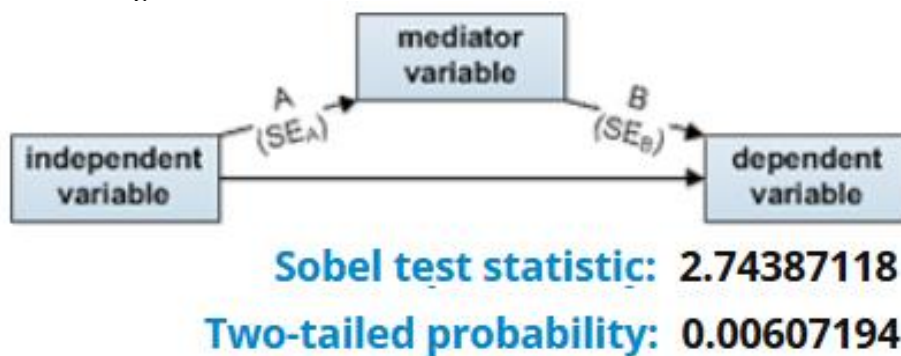 mediator
variable
A
(SEA)
B
(SEB)
independent
variable
dependent
variable
Sobel test statistic: 2.74387118
Two-tailed probability: 0.00607194